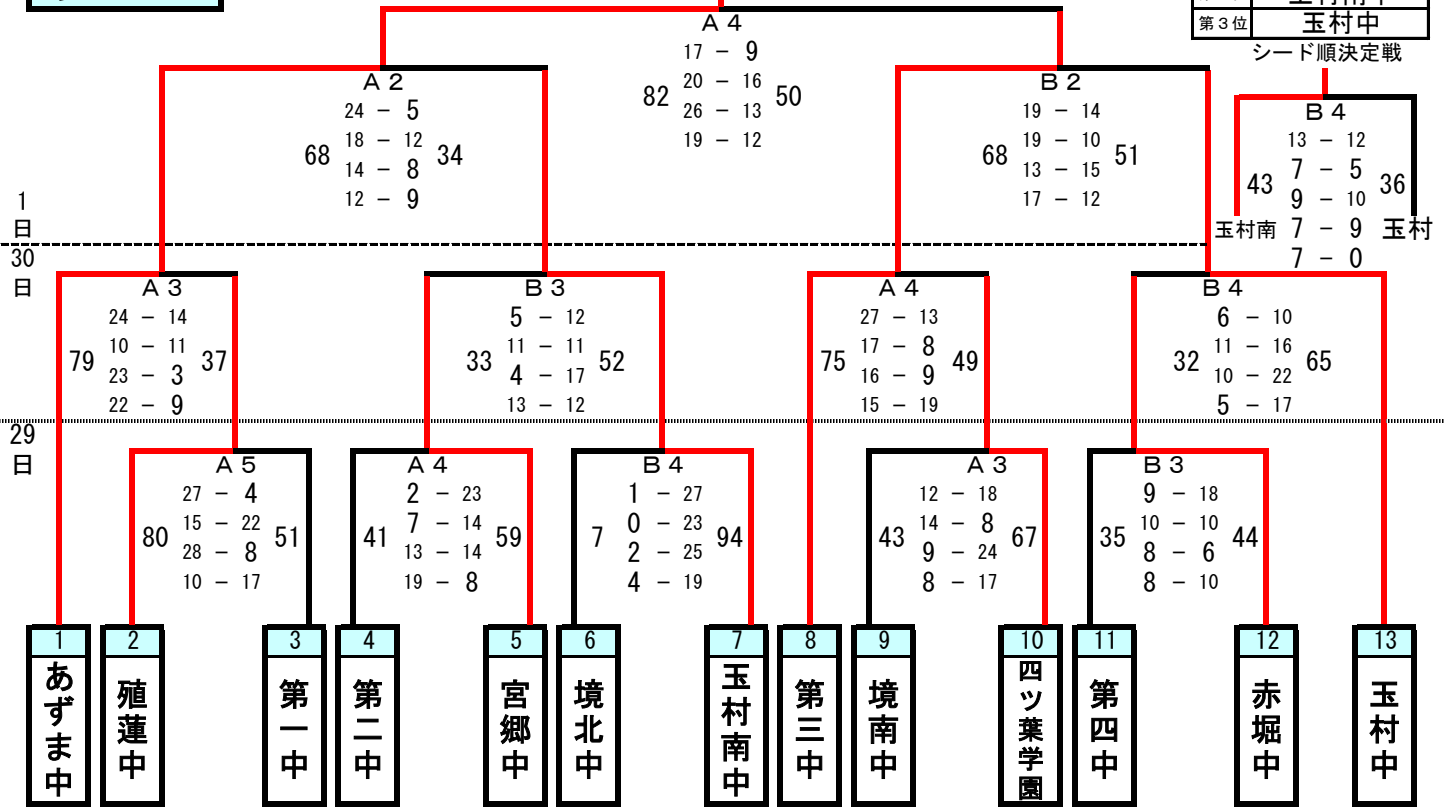 第３位 玉村中
シード順決定戦
Ａ４
17 － 9
20 － 16
26 － 13
19 － 12
82 50
Ａ２
24 － 5
18 － 12
14 － 8
12 － 9
68 34
Ｂ２
19 － 14
19 － 10
13 － 15
17 － 12
68 51
Ｂ４
13 － 12
7 － 5
9 － 10
7 － 9
7 － 0
43 36
玉村南 玉村
1
日
30
日
Ａ３
24 － 14
10 － 11
23 － 3
22 － 9
79 37
Ｂ３
5 － 12
11 － 11
4 － 17
13 － 12
33 52
Ａ４
27 － 13
17 － 8
16 － 9
15 － 19
75 49
Ｂ４
6 － 10
11 － 16
10 － 22
5 － 17
32 65
29
日
Ａ５
27 － 4
15 － 22
28 － 8
10 － 17
80 51
Ａ４
2 － 23
7 － 14
13 － 14
19 － 8
41 59
Ｂ４
1 － 27
0 － 23
2 － 25
4 － 19
7 94
Ａ３
12 － 18
14 － 8
9 － 24
8 － 17
43 67
Ｂ３
9 － 18
10 － 10
8 － 6
8 － 10
35 44
1 2 3 4 5 6 7 8 9 10 11 12 13
あずま中
殖蓮中
第一中
第二中
宮郷中
境北中
玉村南中
第三中
境南中
四ツ葉学園
第四中
赤堀中
玉村中